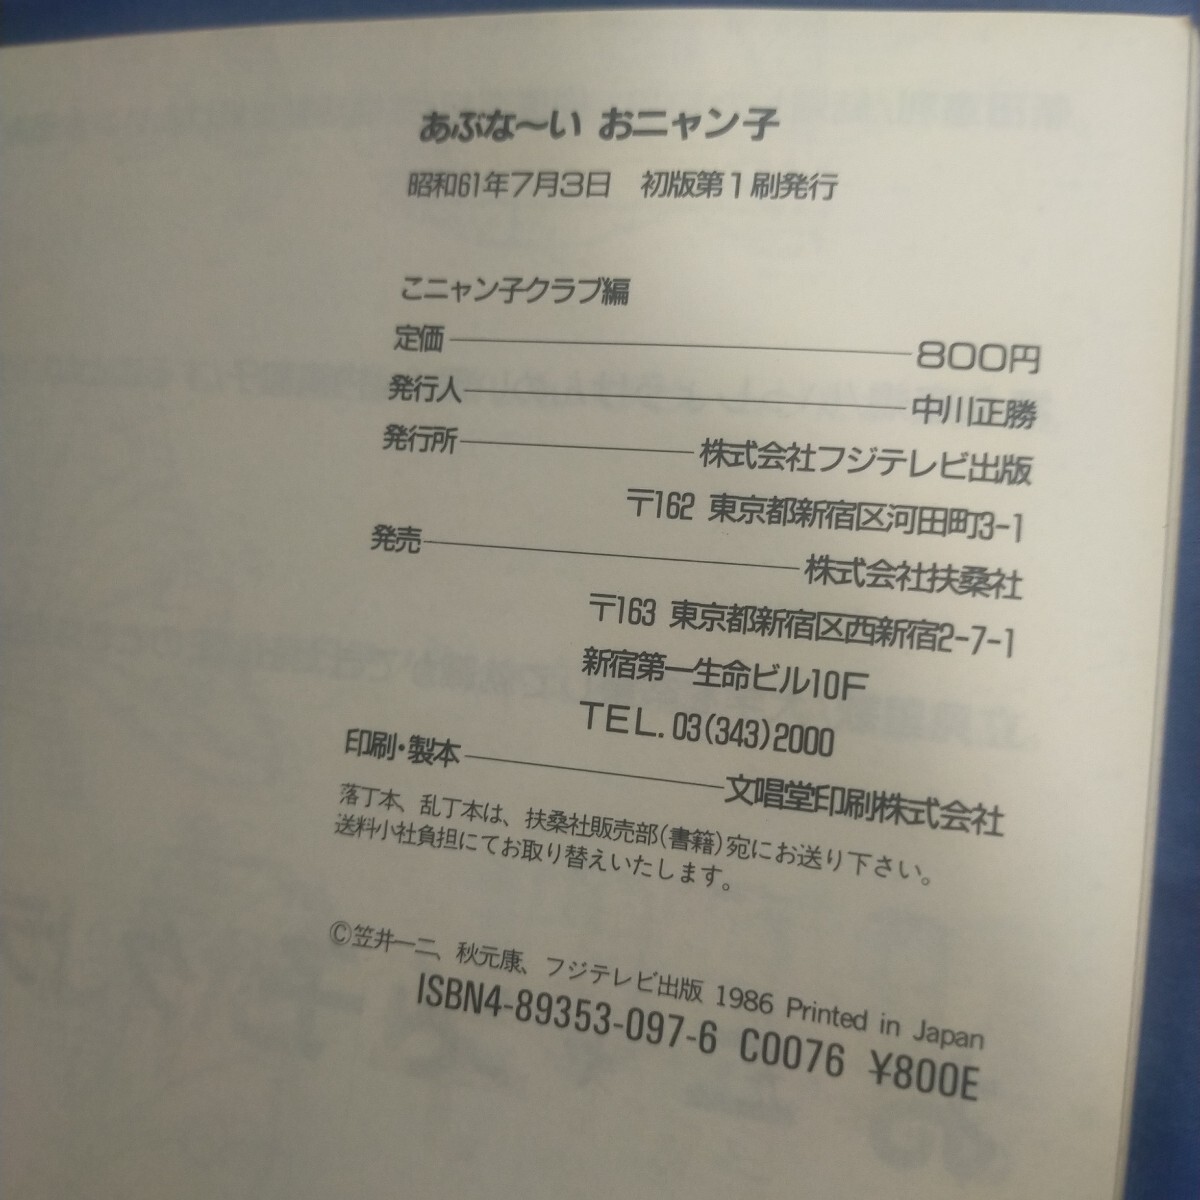 あぶな〜い おニャン子
昭和61年7月3日　初版第1刷発行
こニャン子クラブ編
定価 800円
発行人 中川正勝
発行所 株式会社フジテレビ出版
〒162 東京都新宿区河田町3-1
発売 株式会社扶桑社
〒163 東京都新宿区西新宿2-7-1
新宿第一生命ビル10F
TEL. 03(343)2000
印刷・製本 文唱堂印刷株式会社
落丁本、乱丁本は、扶桑社販売部(書籍)宛にお送り下さい。
送料小社負担にてお取り替えいたします。
©笠井一二、秋元康、フジテレビ出版 1986 Printed in Japan
ISBN4-89353-097-6 C0076 ¥800E